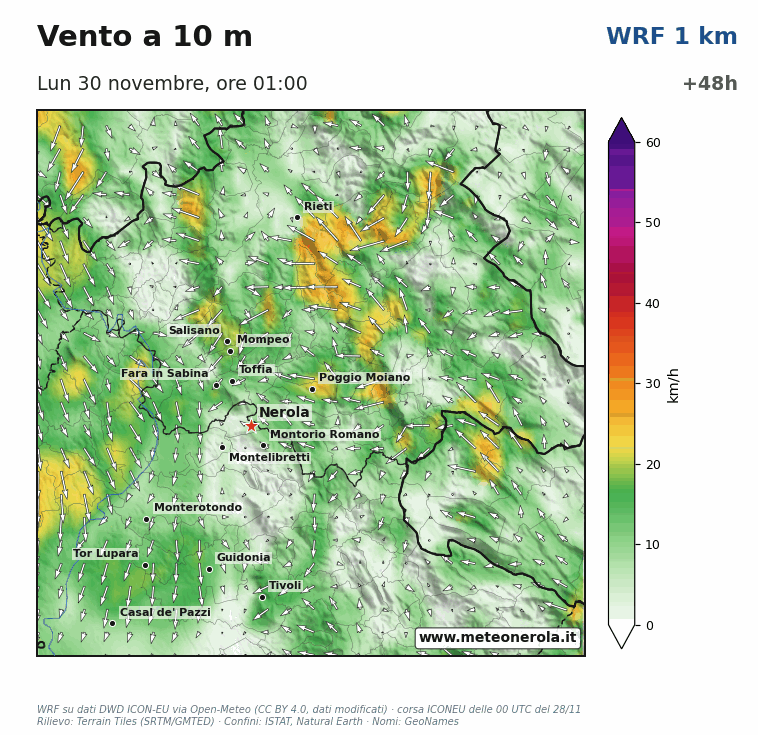 Vento a 10 m
WRF 1 km
Lun 30 novembre, ore 01:00
+48h
Rieti
Salisano
Mompeo
Fara in Sabina
Toffia
Poggio Moiano
Nerola
Montorio Romano
Montelibretti
Monterotondo
Tor Lupara
Guidonia
Tivoli
Casal de' Pazzi
www.meteonerola.it
60
50
40
30
20
10
0
km/h
WRF su dati DWD ICON-EU via Open-Meteo (CC BY 4.0, dati modificati) · corsa ICONEU delle 00 UTC del 28/11
Rilievo: Terrain Tiles (SRTM/GMTED) · Confini: ISTAT, Natural Earth · Nomi: GeoNames